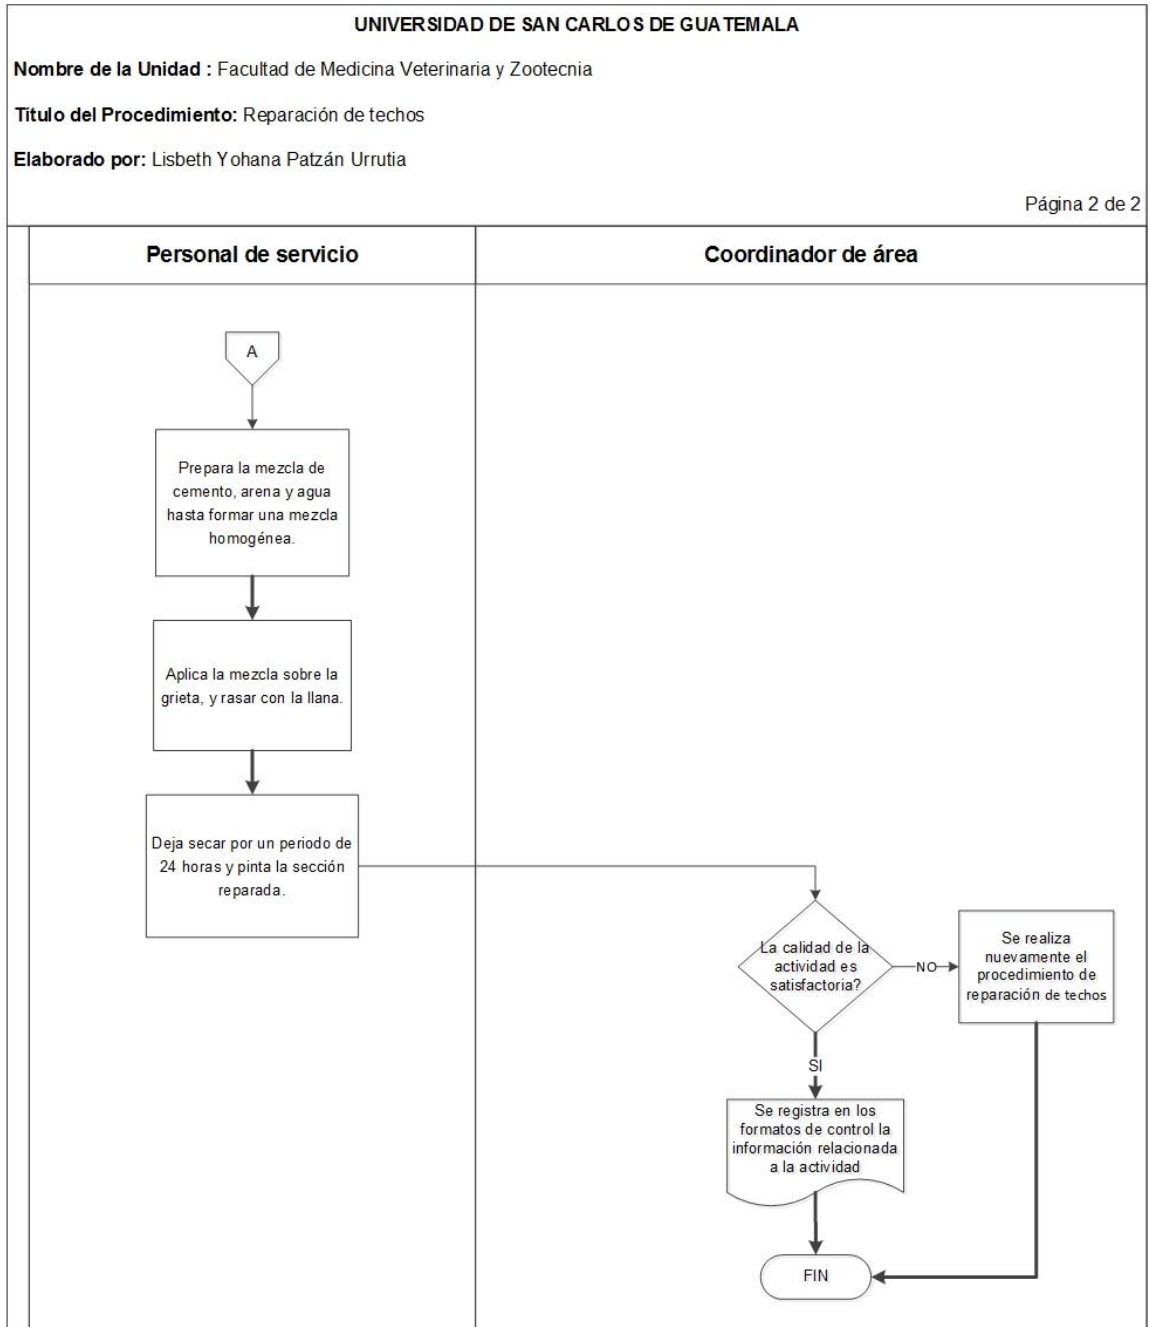 UNIVERSIDAD DE SAN CARLOS DE GUATEMALA
Nombre de la Unidad : Facultad de Medicina Veterinaria y Zootecnia
Título del Procedimiento: Reparación de techos
Elaborado por: Lisbeth Yohana Patzán Urrutia
Página 2 de 2
Personal de servicio
Coordinador de área
A
Prepara la mezcla de
cemento, arena y agua
hasta formar una mezcla
homogénea.
Aplica la mezcla sobre la
grieta, y rasar con la llana.
Deja secar por un periodo de
24 horas y pinta la sección
reparada.
La calidad de la
actividad es
satisfactoria?
NO
Se realiza
nuevamente el
procedimiento de
reparación de techos
SI
Se registra en los
formatos de control la
información relacionada
a la actividad
FIN